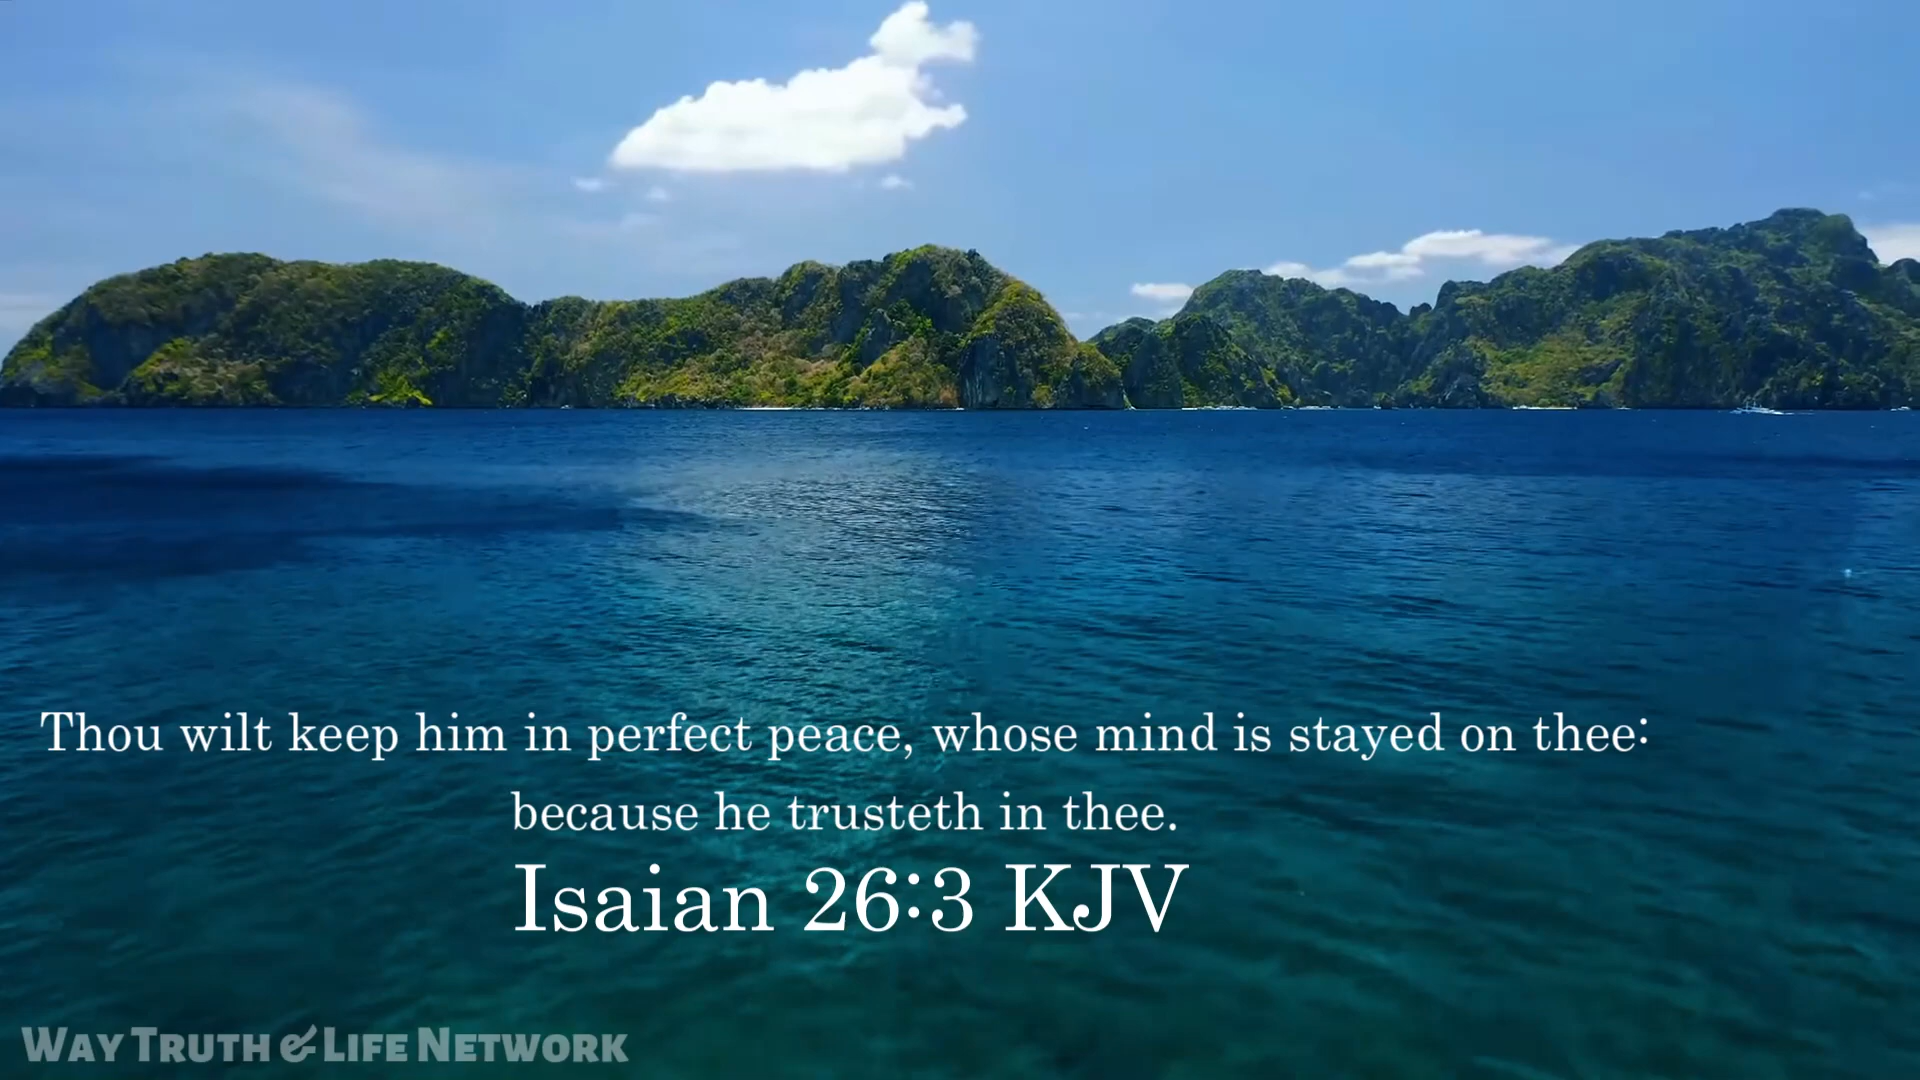 Thou wilt keep him in perfect peace, whose mind is stayed on thee:
because he trusteth in thee.
Isaian 26:3 KJV
WAY TRUTH & LIFE NETWORK